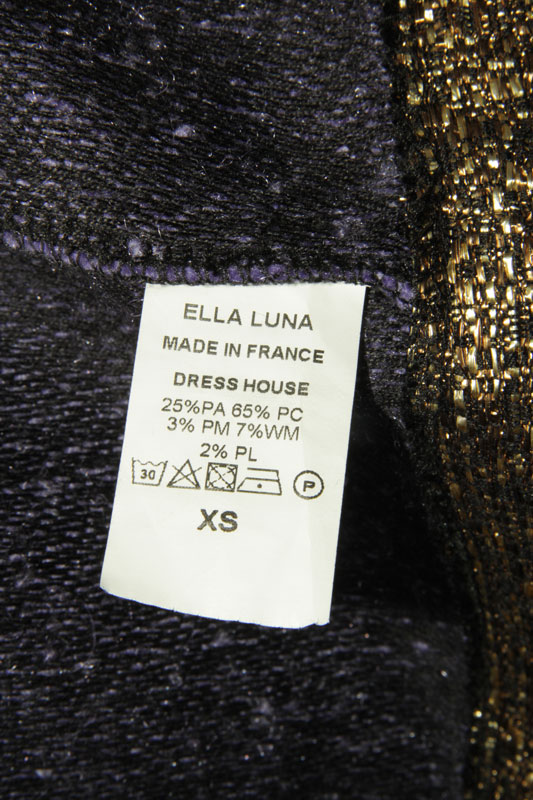 ELLA LUNA
MADE IN FRANCE
DRESS HOUSE
25%PA 65% PC
3% PM 7%WM
2% PL
30 P
XS